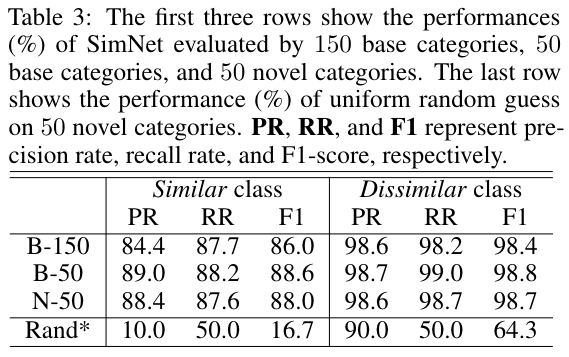 Table 3: The first three rows show the performances
(%) of SimNet evaluated by 150 base categories, 50
base categories, and 50 novel categories. The last row
shows the performance (%) of uniform random guess
on 50 novel categories. PR, RR, and F1 represent pre-
cision rate, recall rate, and F1-score, respectively.
Similar class Dissimilar class
PR RR F1 PR RR F1
B-150 84.4 87.7 86.0 98.6 98.2 98.4
B-50 89.0 88.2 88.6 98.7 99.0 98.8
N-50 88.4 87.6 88.0 98.6 98.7 98.7
Rand* 10.0 50.0 16.7 90.0 50.0 64.3